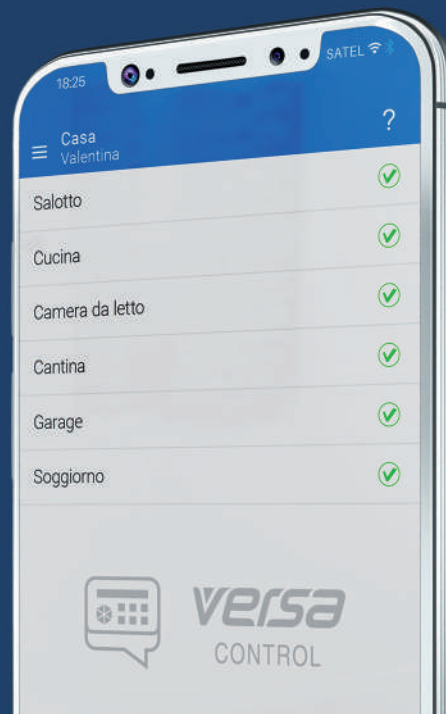 18:25
SATEL
Casa
Valentina
?
Salotto
Cucina
Camera da letto
Cantina
Garage
Soggiorno
versa
CONTROL